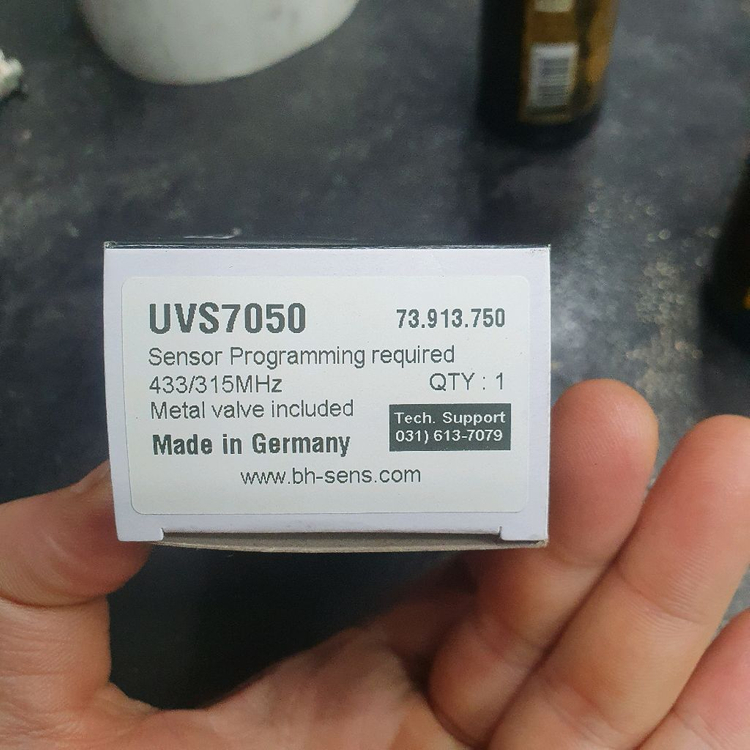 UVS7050 73.913.750
Sensor Programming required
433/315MHz QTY : 1
Metal valve included
Tech. Support
031) 613-7079
Made in Germany
www.bh-sens.com